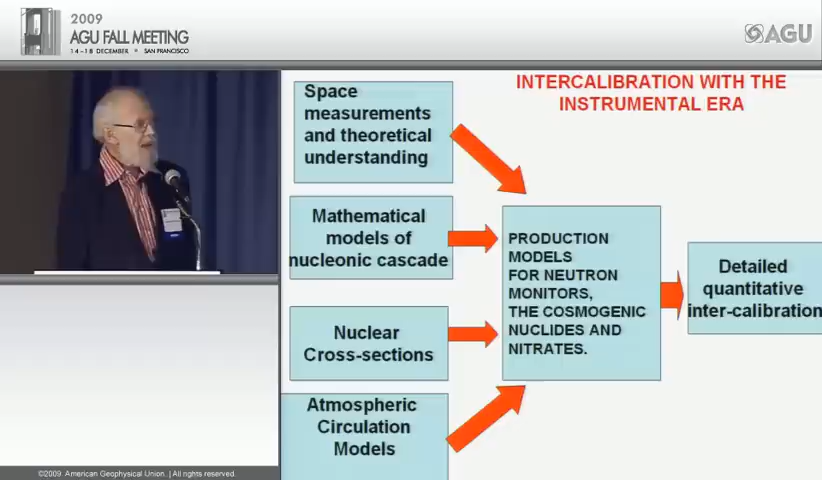 2009
AGU FALL MEETING
14-18 DECEMBER • SAN FRANCISCO
AGU
INTERCALIBRATION WITH THE
INSTRUMENTAL ERA
Space
measurements
and theoretical
understanding
Mathematical
models of
nucleonic cascade
Nuclear
Cross-sections
Atmospheric
Circulation
Models
PRODUCTION
MODELS
FOR NEUTRON
MONITORS,
THE COSMOGENIC
NUCLIDES AND
NITRATES.
Detailed
quantitative
inter-calibration
©2009 American Geophysical Union. | All rights reserved.